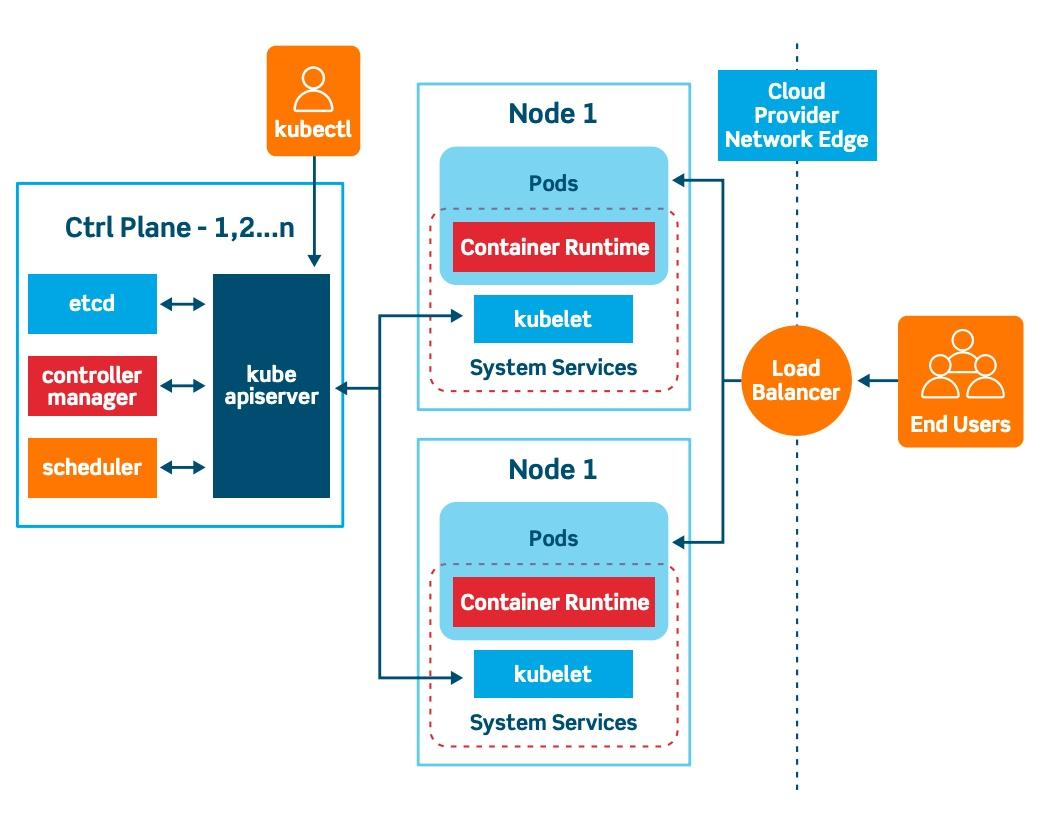 kubectl
Ctrl Plane - 1,2...n
etcd
controller
manager
scheduler
kube
apiserver
Node 1
Pods
Container Runtime
kubelet
System Services
Node 1
Pods
Container Runtime
kubelet
System Services
Cloud
Provider
Network Edge
Load
Balancer
End Users